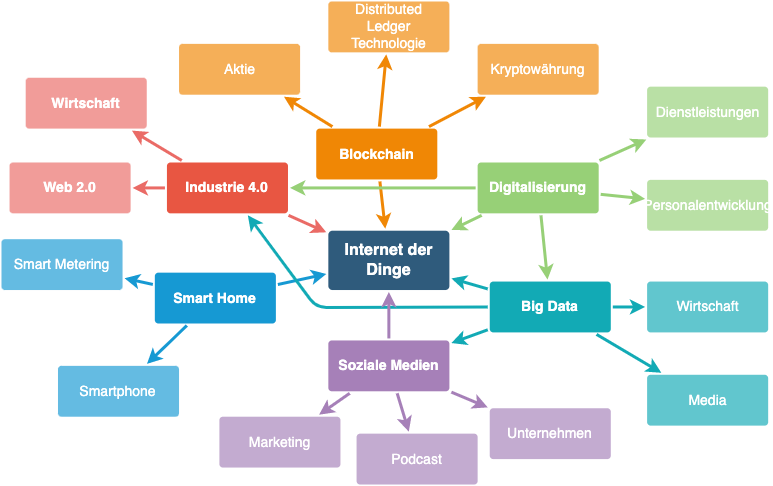 Distributed
Ledger
Technologie
Aktie
Kryptowährung
Wirtschaft
Dienstleistungen
Blockchain
Web 2.0
Industrie 4.0
Digitalisierung
Personalentwicklung
Internet der
Dinge
Smart Metering
Smart Home
Big Data
Wirtschaft
Soziale Medien
Smartphone
Media
Marketing
Unternehmen
Podcast